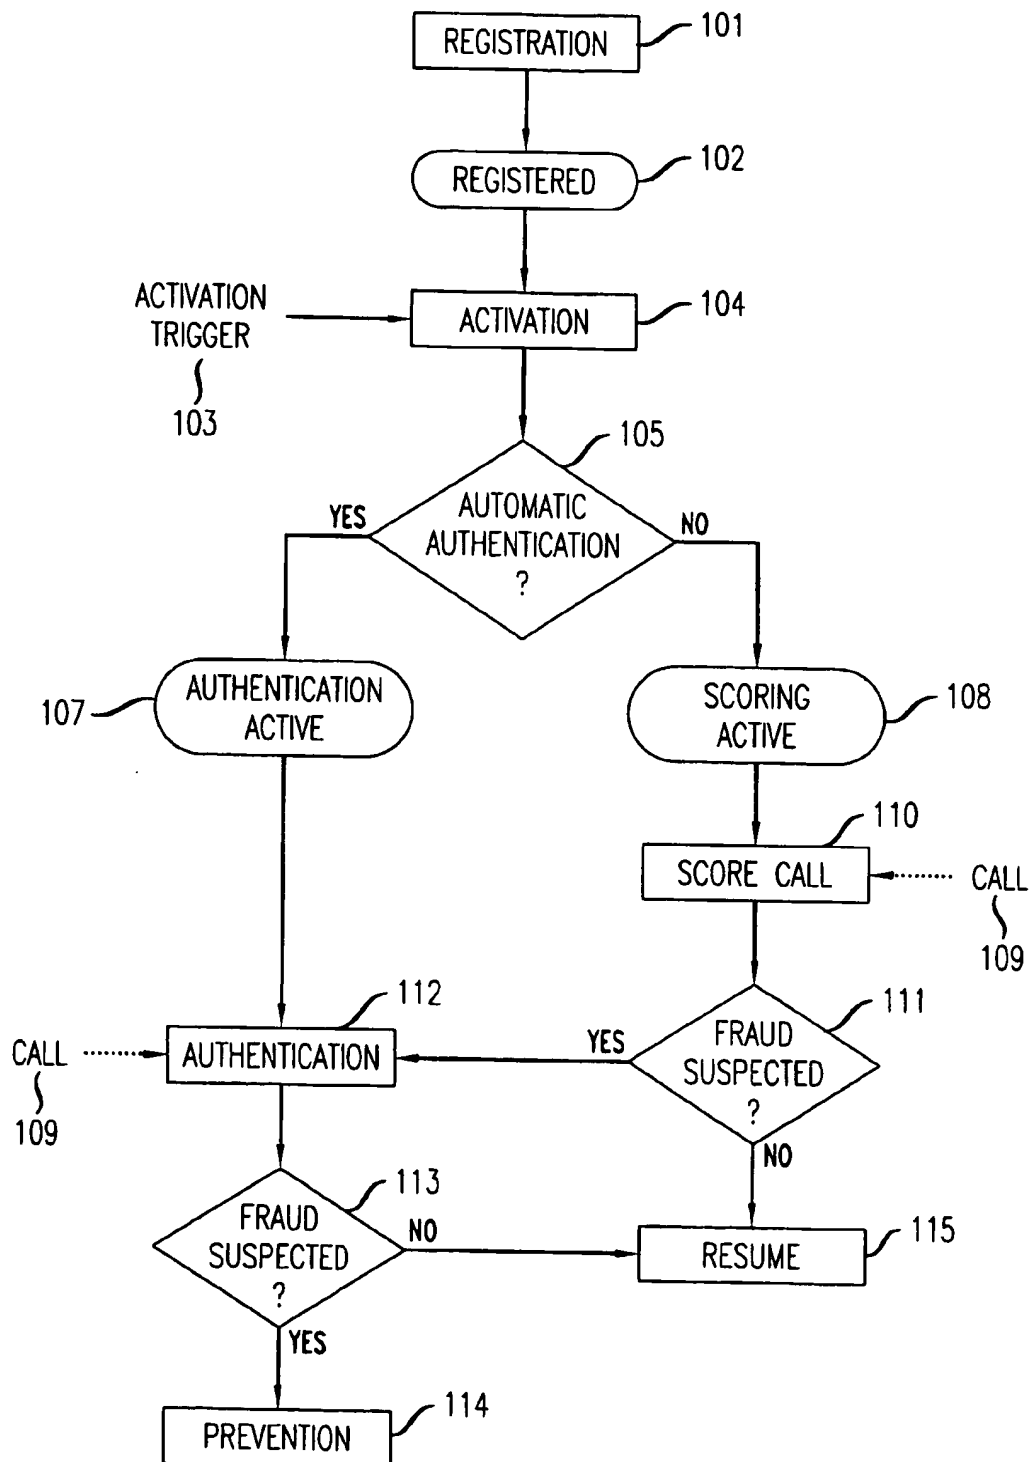 REGISTRATION
101
REGISTERED
102
ACTIVATION
TRIGGER
103
ACTIVATION
104
105
AUTOMATIC
AUTHENTICATION
?
YES
NO
AUTHENTICATION
ACTIVE
107
SCORING
ACTIVE
108
110
SCORE CALL
CALL
109
112
AUTHENTICATION
CALL
109
111
FRAUD
SUSPECTED
?
YES
NO
113
FRAUD
SUSPECTED
?
NO
YES
RESUME
115
PREVENTION
114